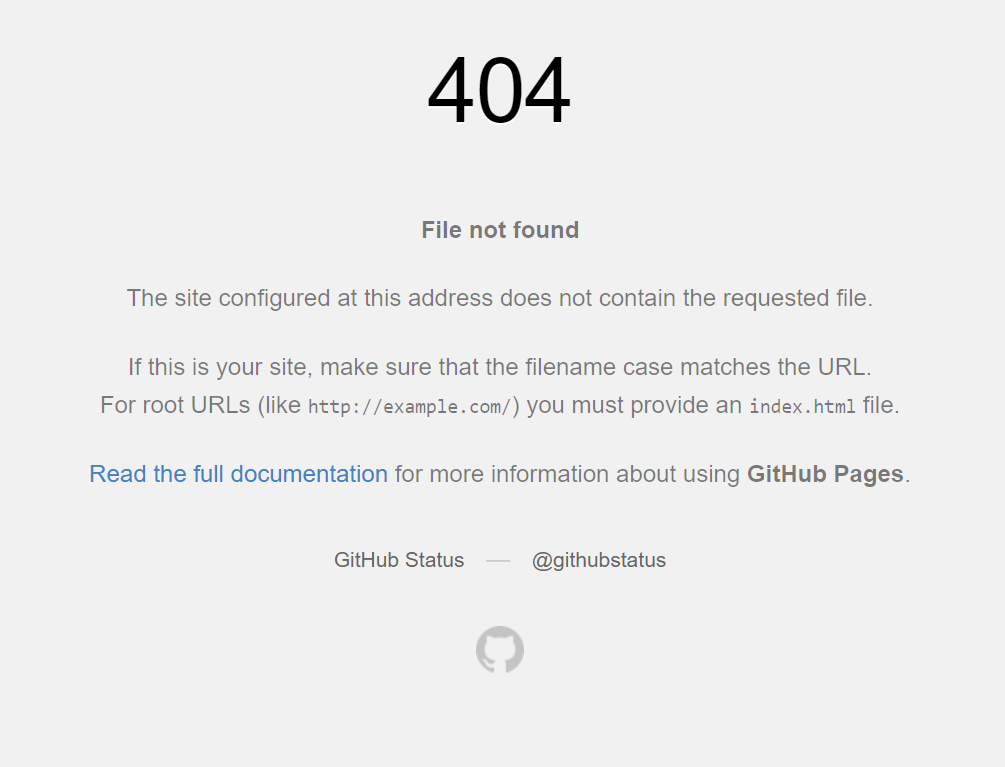 404
File not found
The site configured at this address does not contain the requested file.
If this is your site, make sure that the filename case matches the URL.
For root URLs (like http://example.com/) you must provide an index.html file.
Read the full documentation for more information about using GitHub Pages.
GitHub Status — @githubstatus